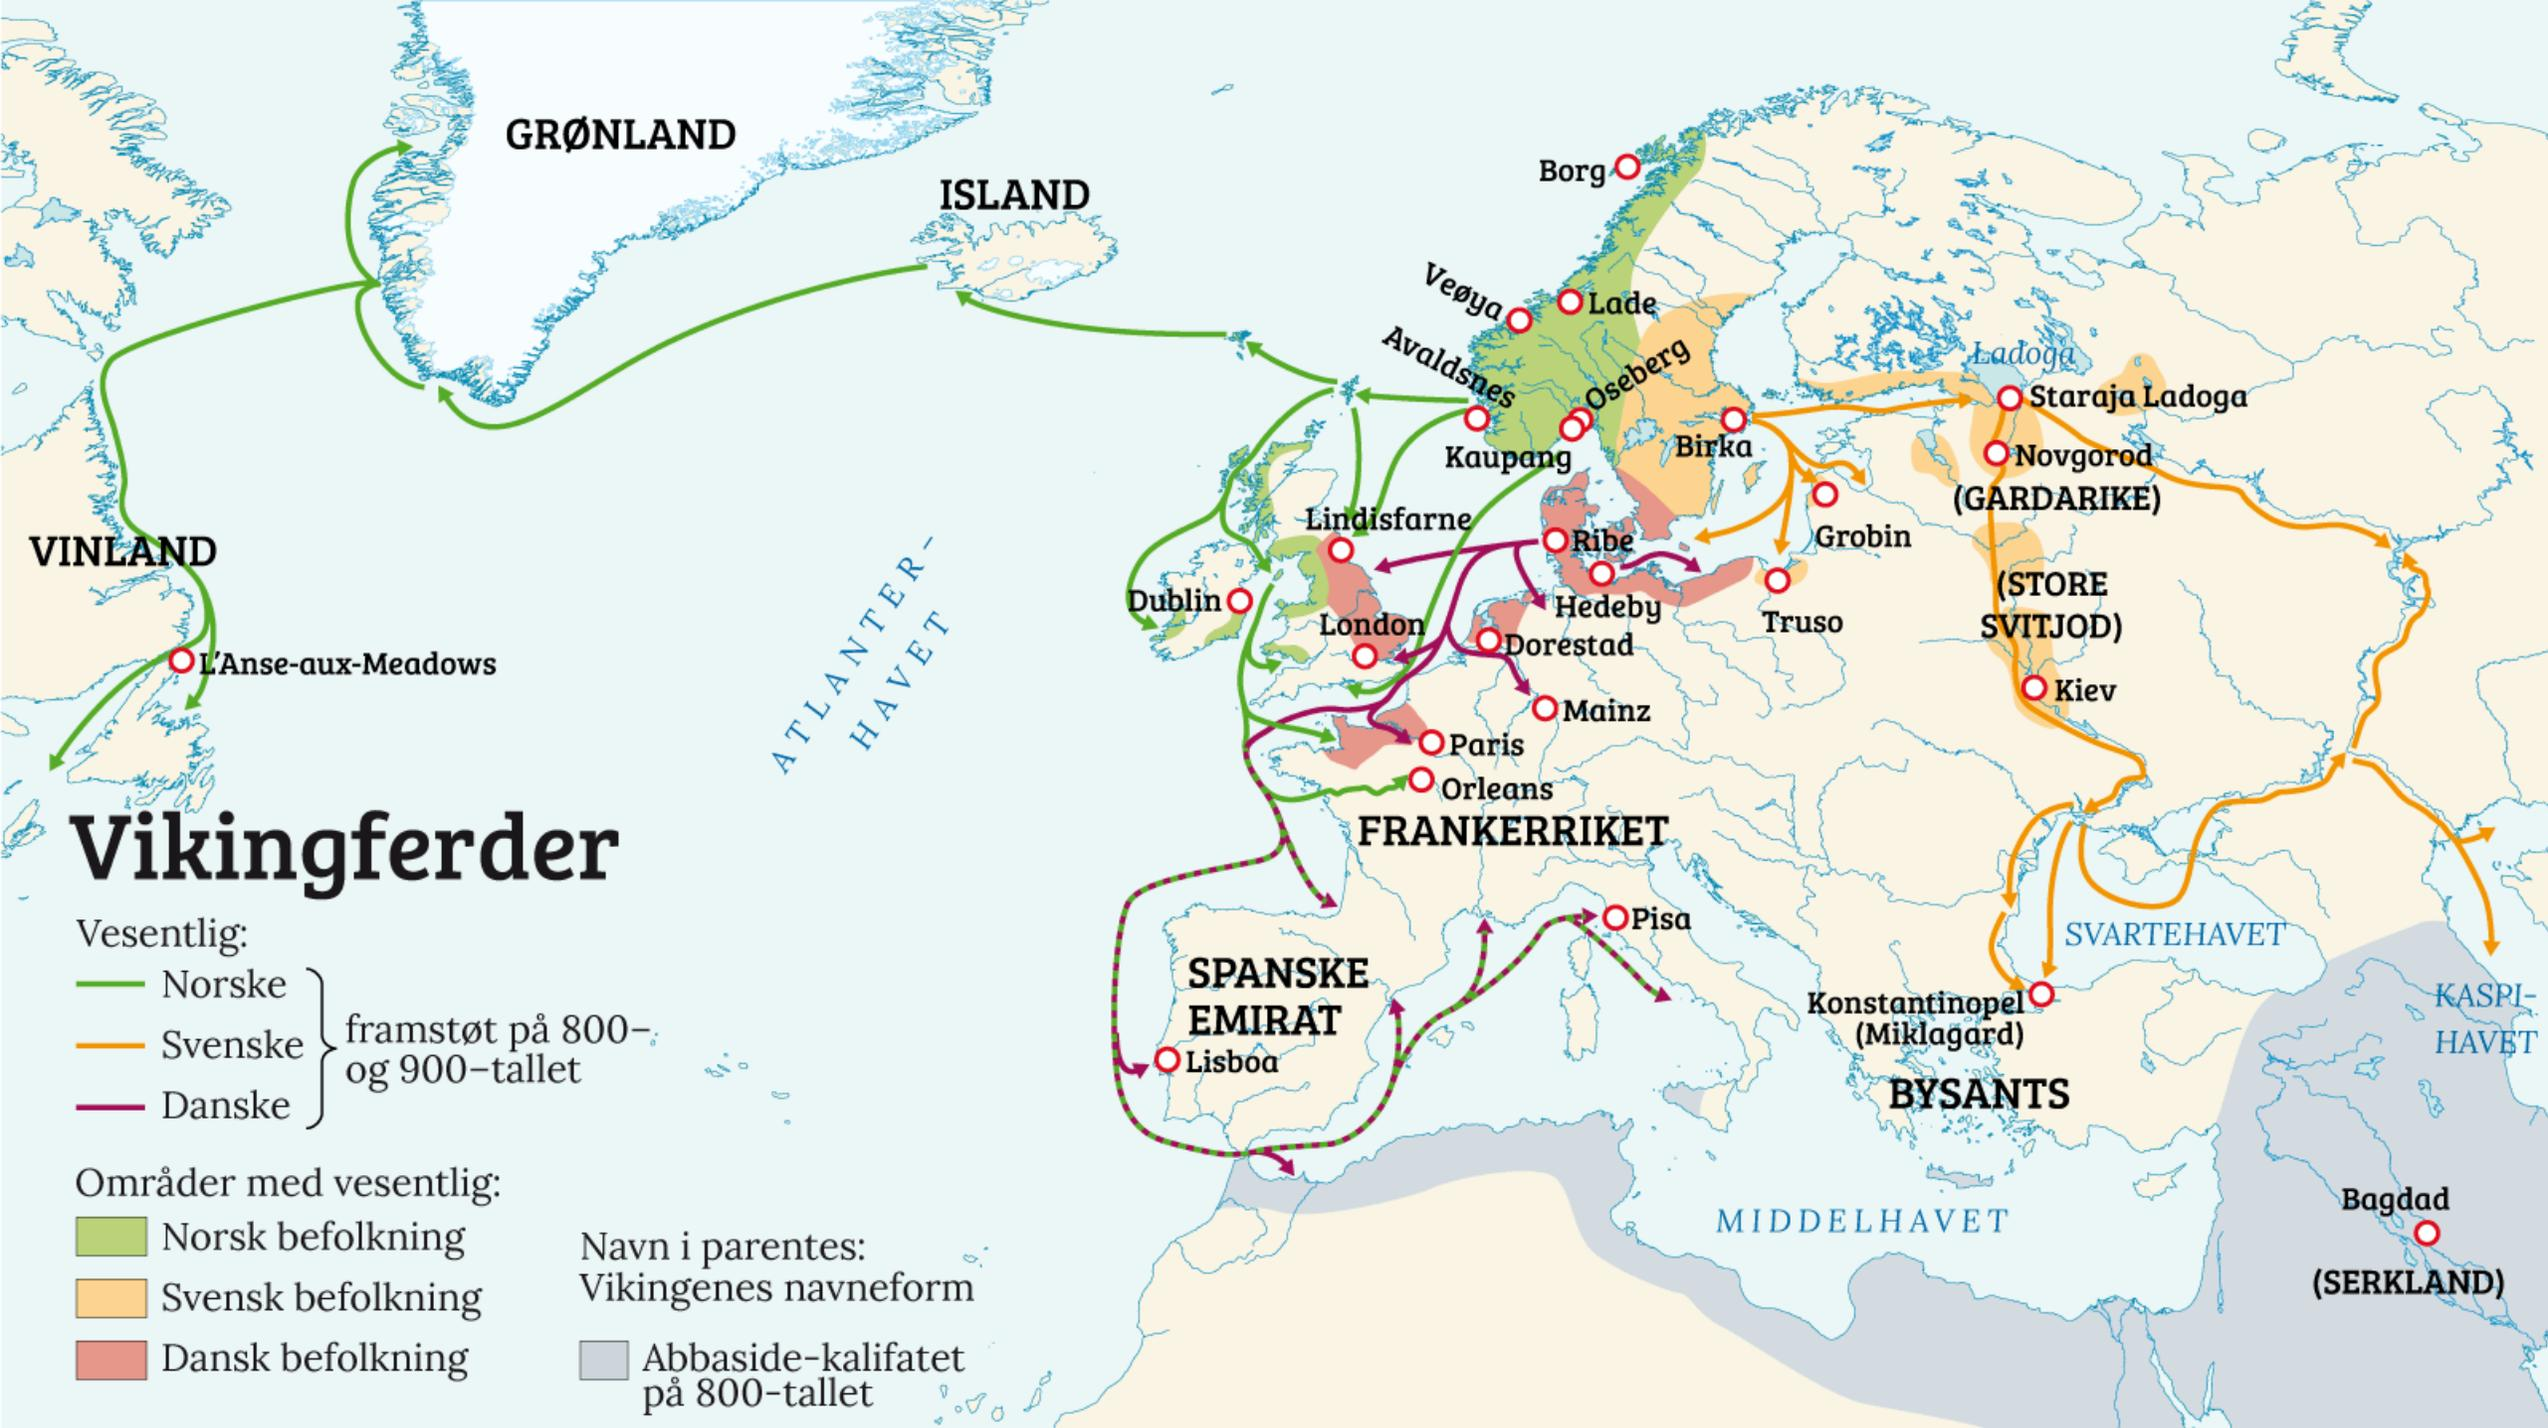 GRØNLAND
ISLAND
Borg
Veøya
Lade
Avaldsnes
Oseberg
Ladoga
Staraja Ladoga
Kaupang
Birka
Novgorod
(GARDARIKE)
Lindisfarne
Ribe
Grobin
VINLAND
ATLANTER-
HAVET
Dublin
Hedeby
(STORE
SVITJOD)
London
Truso
Dorestad
L'Anse-aux-Meadows
Kiev
Mainz
Paris
Orleans
FRANKERRIKET
Vikingferder
Pisa
SVARTEHAVET
SPANSKE
EMIRAT
Konstantinopel
(Miklagard)
KASPI-
HAVET
Lisboa
BYSANTS
Bagdad
MIDDELHAVET
(SERKLAND)
Vesentlig:
Norske
Svenske
Danske
framstøt på 800-
og 900-tallet
Områder med vesentlig:
Norsk befolkning
Svensk befolkning
Dansk befolkning
Navn i parentes:
Vikingenes navneform
Abbaside-kalifatet
på 800-tallet